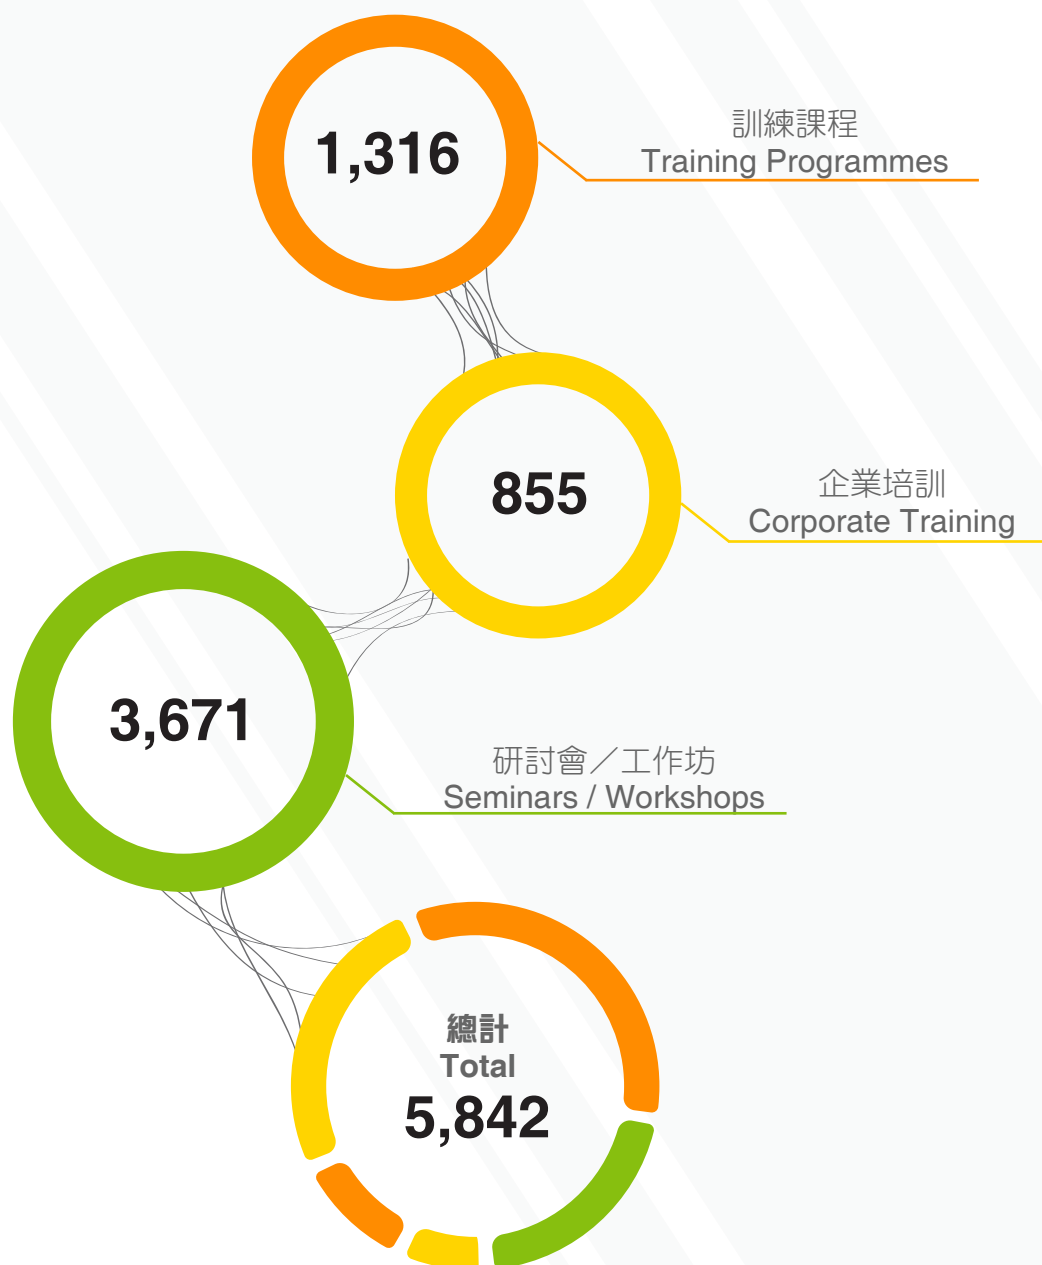 1,316
訓練課程
Training Programmes
855
企業培訓
Corporate Training
3,671
研討會／工作坊
Seminars / Workshops
總計
Total
5,842